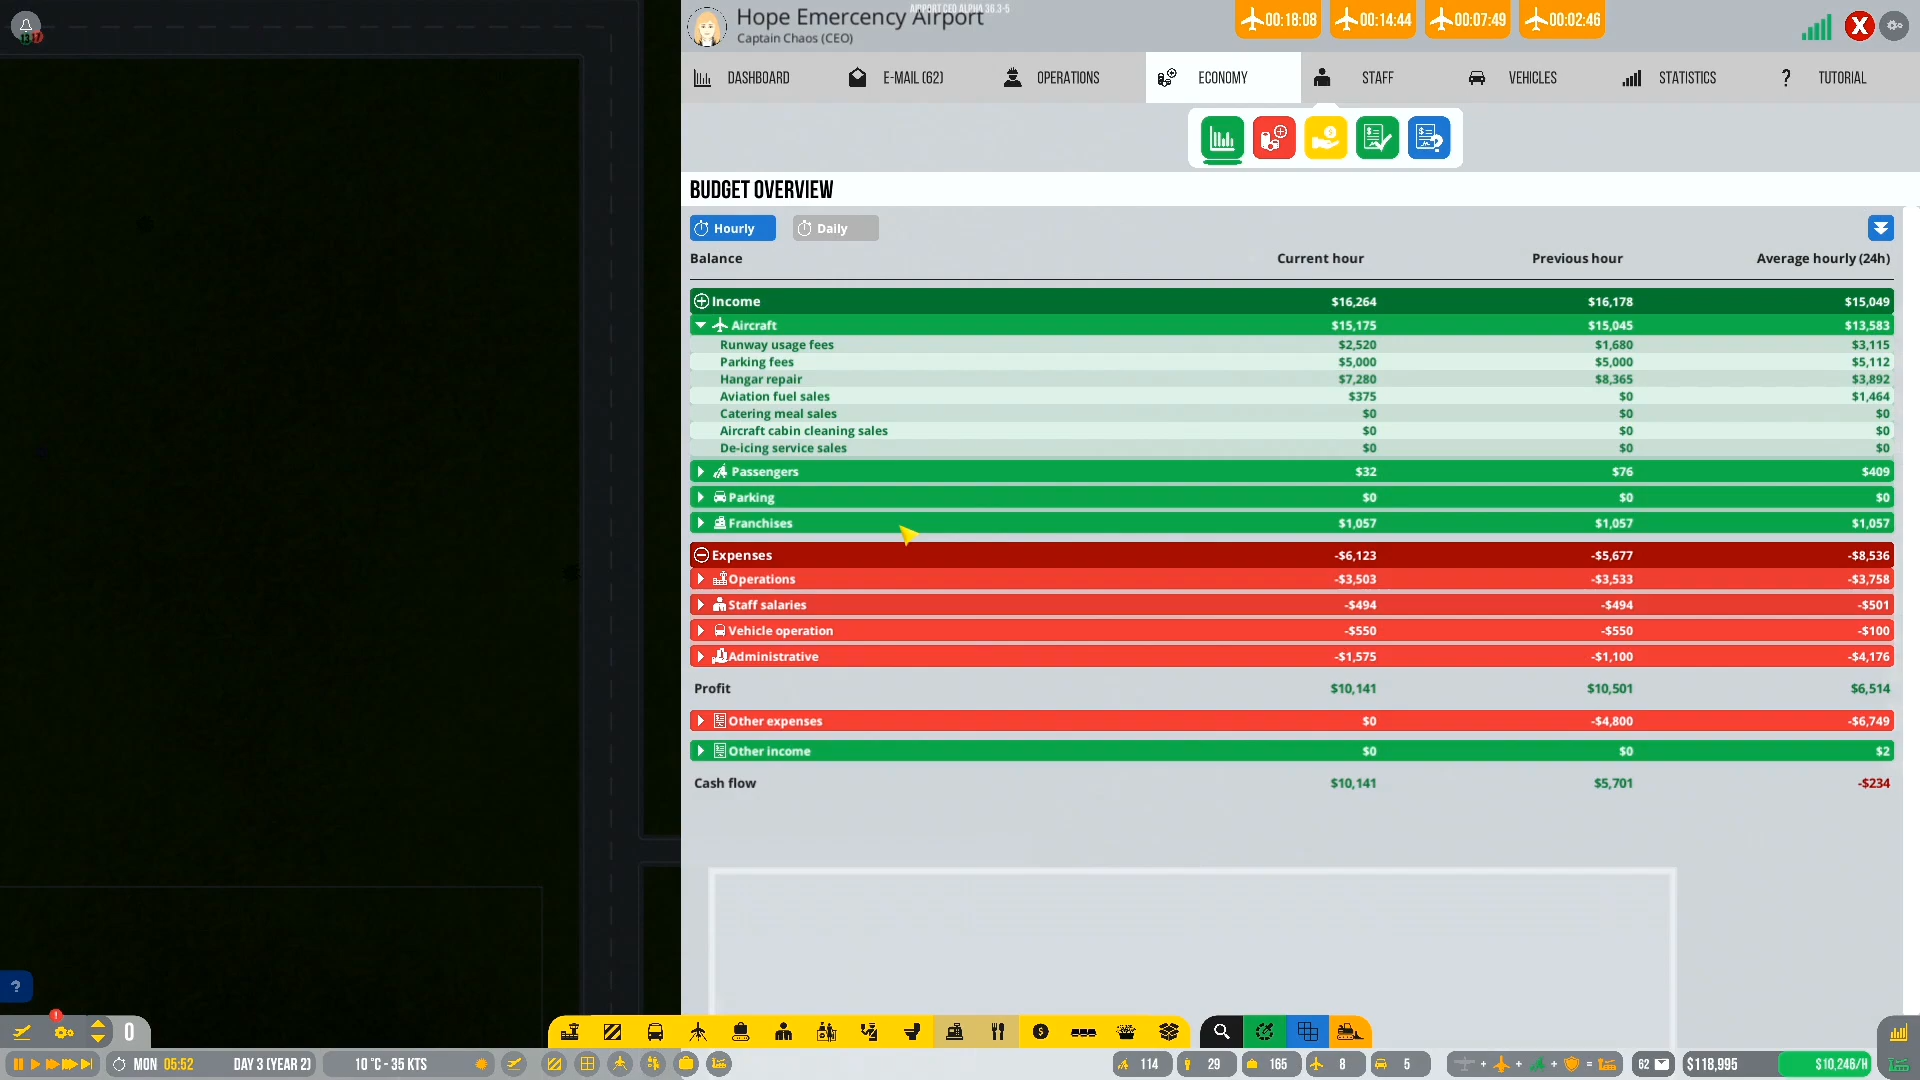 AIRPORT CEO ALPHA 36.3-5
Hope Emercency Airport
Captain Chaos (CEO)
00:18:08 00:14:44 00:07:49 00:02:46
DASHBOARD E-MAIL (62) OPERATIONS ECONOMY STAFF VEHICLES STATISTICS ? TUTORIAL
BUDGET OVERVIEW
Hourly Daily
Balance Current hour Previous hour Average hourly (24h)
Income $16,264 $16,178 $15,049
Aircraft $15,175 $15,045 $13,583
Runway usage fees $2,520 $1,680 $3,115
Parking fees $5,000 $5,000 $5,112
Hangar repair $7,280 $8,365 $3,892
Aviation fuel sales $375 $0 $1,464
Catering meal sales $0 $0 $0
Aircraft cabin cleaning sales $0 $0 $0
De-icing service sales $0 $0 $0
Passengers $32 $76 $409
Parking $0 $0 $0
Franchises $1,057 $1,057 $1,057
Expenses -$6,123 -$5,677 -$8,536
Operations -$3,503 -$3,533 -$3,758
Staff salaries -$494 -$494 -$501
Vehicle operation -$550 -$550 -$100
Administrative -$1,575 -$1,100 -$4,176
Profit $10,141 $10,501 $6,514
Other expenses $0 -$4,800 -$6,749
Other income $0 $0 $2
Cash flow $10,141 $5,701 -$234
?
0
MON 05:52 DAY 3 (YEAR 2) 10 °C - 35 KTS 114 29 165 8 5 62 $118,995 $10,246/H